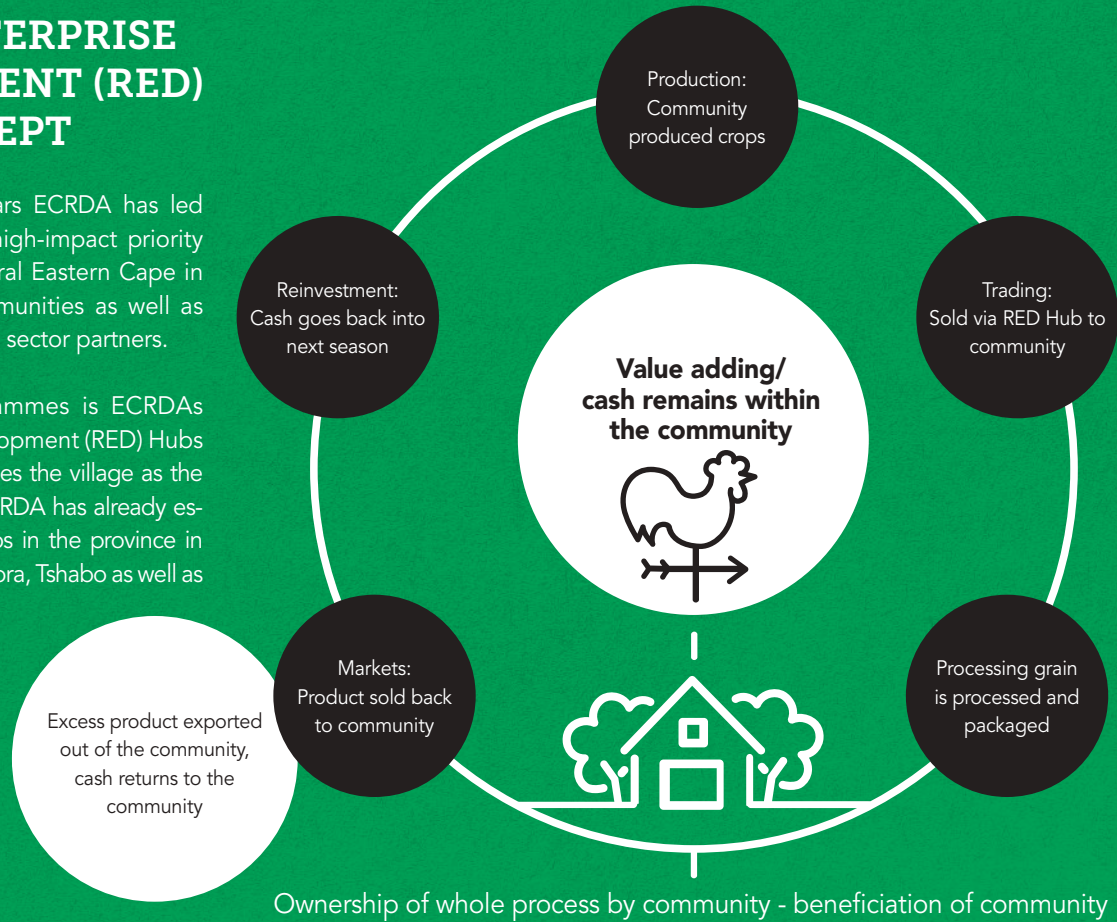 TERPRISE
MENT (RED)
EPT
ars ECRDA has led
high-impact priority
ral Eastern Cape in
munities as well as
sector partners.
ammes is ECRDAs
opment (RED) Hubs
es the village as the
RDA has already es-
bs in the province in
ora, Tshabo as well as
Production:
Community
produced crops
Trading:
Sold via RED Hub to
community
Processing grain
is processed and
packaged
Markets:
Product sold back
to community
Excess product exported
out of the community,
cash returns to the
community
Reinvestment:
Cash goes back into
next season
Value adding/
cash remains within
the community
Ownership of whole process by community - beneficiation of community